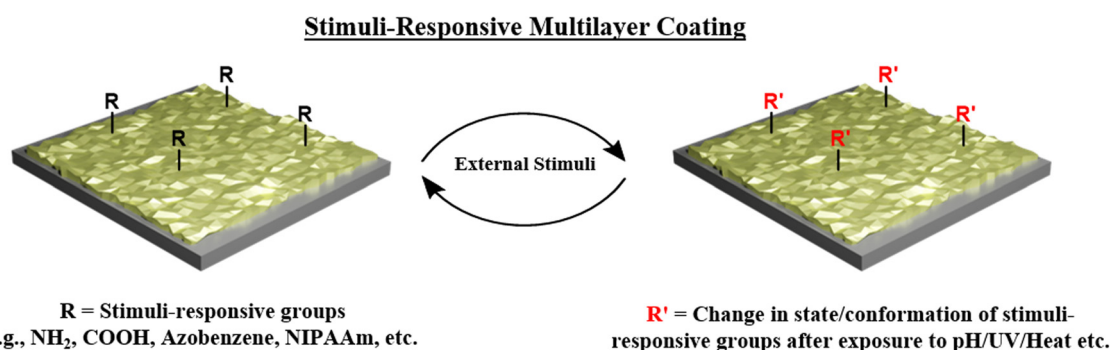 Stimuli-Responsive Multilayer Coating
R
R
R
R
R'
R'
R'
R'
External Stimuli
R = Stimuli-responsive groups
.g., NH₂, COOH, Azobenzene, NIPAAm, etc.
R' = Change in state/conformation of stimuli-
responsive groups after exposure to pH/UV/Heat etc.